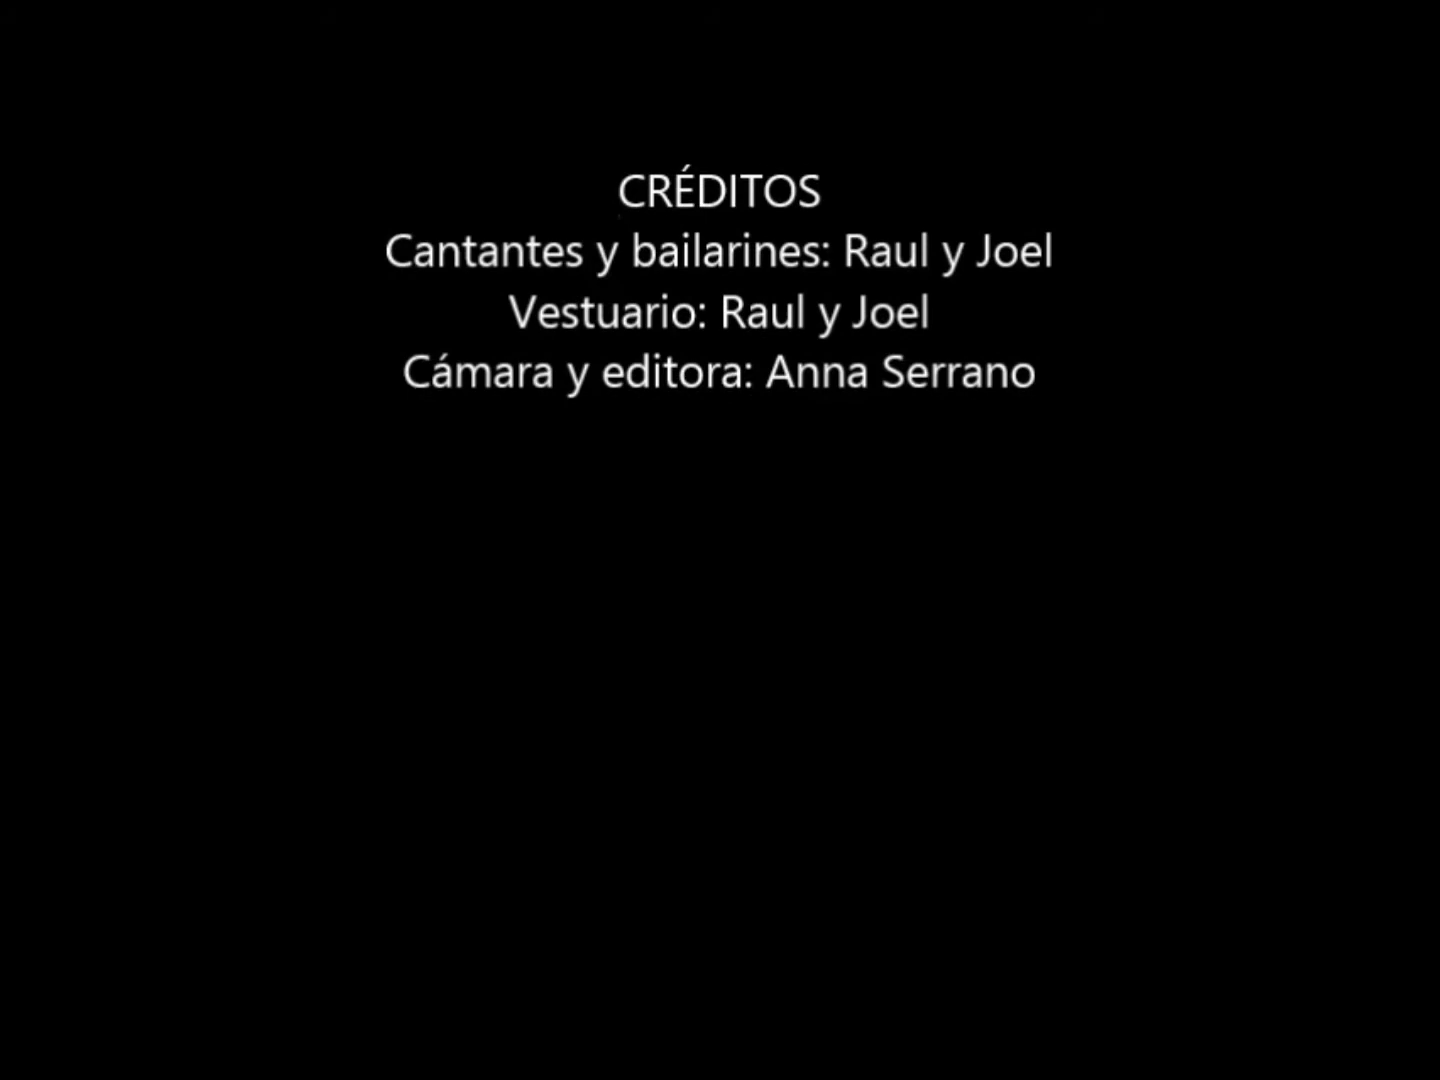 CRÉDITOS
Cantantes y bailarines: Raul y Joel
Vestuario: Raul y Joel
Cámara y editora: Anna Serrano